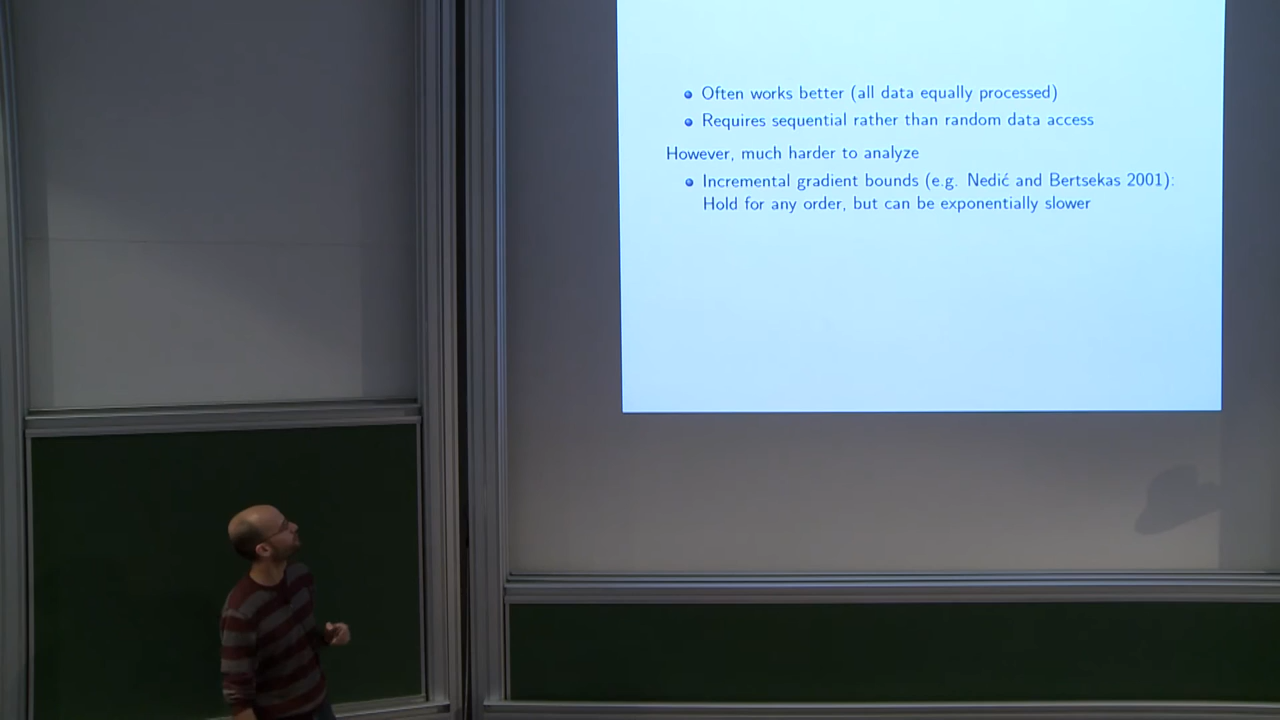 Often works better (all data equally processed)
Requires sequential rather than random data access
However, much harder to analyze
Incremental gradient bounds (e.g. Nedić and Bertsekas 2001):
Hold for any order, but can be exponentially slower